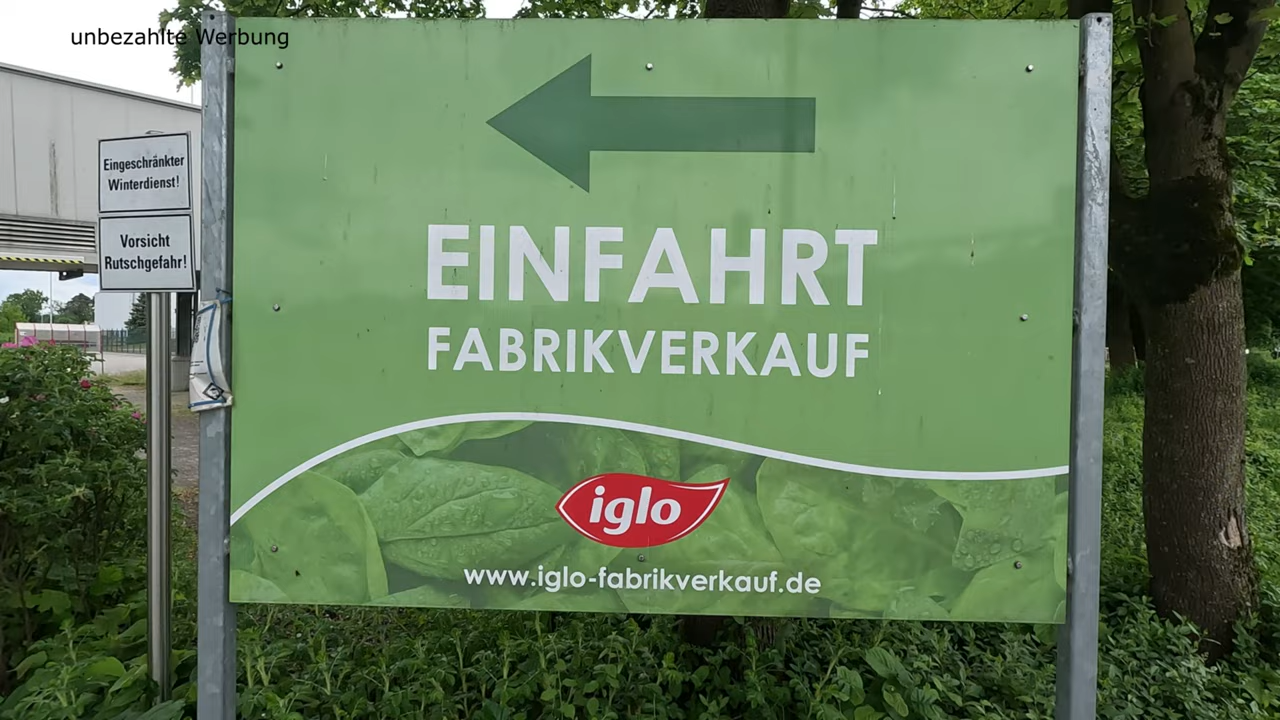 unbezahlte Werbung
Eingeschränkter
Winterdienst!
Vorsicht
Rutschgefahr!
EINFAHRT
FABRIKVERKAUF
iglo
www.iglo-fabrikverkauf.de